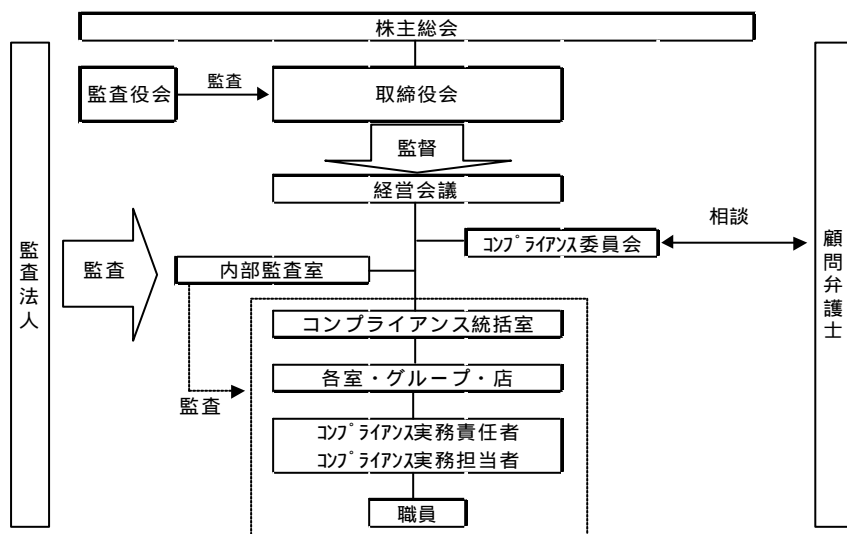 株主総会
監査役会
監査
取締役会
監督
経営会議
相談
コンプライアンス委員会
監査法人
監査
内部監査室
顧問弁護士
コンプライアンス統括室
各室・グループ・店
監査
コンプライアンス実務責任者
コンプライアンス実務担当者
職員